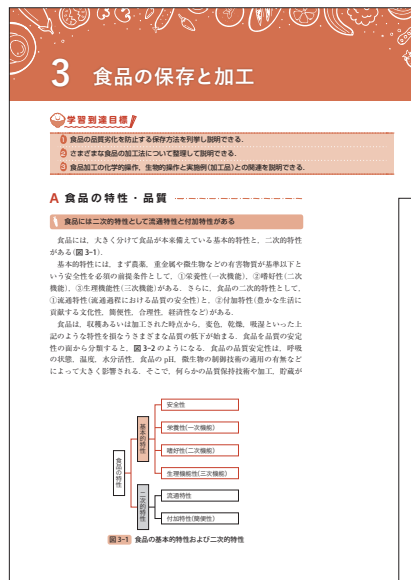 3 食品の保存と加工
学習到達目標
1 食品の品質劣化を防止する保存方法を列挙し説明できる.
2 さまざまな食品の加工法について整理して説明できる.
3 食品加工の化学的操作、生物的操作と実施例(加工品)との関連を説明できる.
A 食品の特性・品質
食品には二次的特性として流通特性と付加特性がある
食品には、大きく分けて食品が本来備えている基本的特性と、二次的特性
がある(図3-1).
基本的特性には、まず農薬、重金属や微生物などの有害物質が基準以下と
いう安全性を必須の前提条件として、①栄養性(一次機能)、②嗜好性(二次
機能)、③生理機能性(三次機能)がある. さらに、食品の二次的特性として、
①流通特性(流通過程における品質の安全性)と、②付加特性(豊かな生活に
貢献する文化性、簡便性、合理性、経済性など)がある.
食品は、収穫あるいは加工された時点から、変色、乾燥、吸湿といった上
記のような特性を損なうさまざまな品質の低下が始まる. 食品を品質の安定
性の面から分類すると、図3-2のようになる. 食品の品質安定性は、呼吸
の状態、温度、水分活性、食品のpH、微生物の制御技術の適用の有無など
によって大きく影響される. そこで、何らかの品質保持技術や加工、貯蔵が
食品の特性
基本的特性
安全性
栄養性(一次機能)
嗜好性(二次機能)
生理機能性(三次機能)
二次的特性
流通特性
付加特性(簡便性)
図3-1 食品の基本的特性および二次的特性